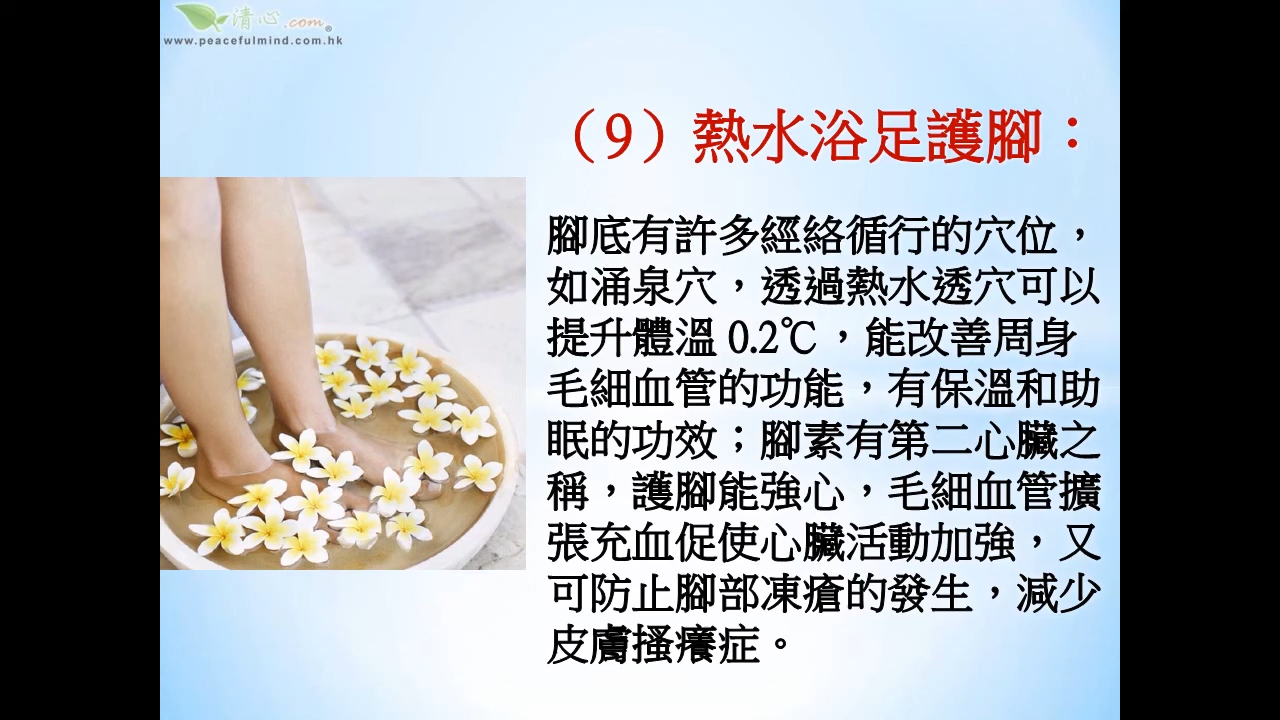 清心.com®
www.peacefulmind.com.hk
（9）熱水浴足護腳：
腳底有許多經絡循行的穴位，
如涌泉穴，透過熱水透穴可以
提升體溫 0.2℃，能改善周身
毛細血管的功能，有保溫和助
眠的功效；腳素有第二心臟之
稱，護腳能強心，毛細血管擴
張充血促使心臟活動加強，又
可防止腳部凍瘡的發生，減少
皮膚搔癢症。